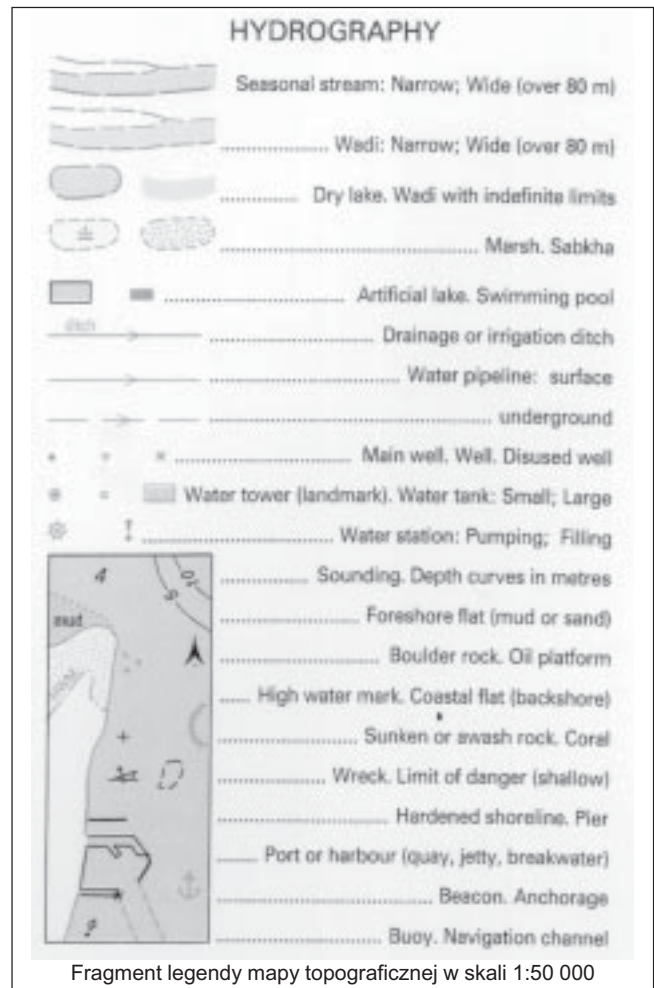 HYDROGRAPHY
Seasonal stream: Narrow; Wide (over 80 m)
Wadi: Narrow; Wide (over 80 m)
Dry lake. Wadi with indefinite limits
Marsh. Sabkha
Artificial lake. Swimming pool
ditch
Drainage or irrigation ditch
Water pipeline: surface
underground
Main well. Well. Disused well
Water tower (landmark). Water tank: Small; Large
Water station: Pumping; Filling
4 10 Sounding. Depth curves in metres
mud Foreshore flat (mud or sand)
Boulder rock. Oil platform
High water mark. Coastal flat (backshore)
Sunken or awash rock. Coral
Wreck. Limit of danger (shallow)
Hardened shoreline. Pier
Port or harbour (quay, jetty, breakwater)
Beacon. Anchorage
Buoy. Navigation channel
Fragment legendy mapy topograficznej w skali 1:50 000